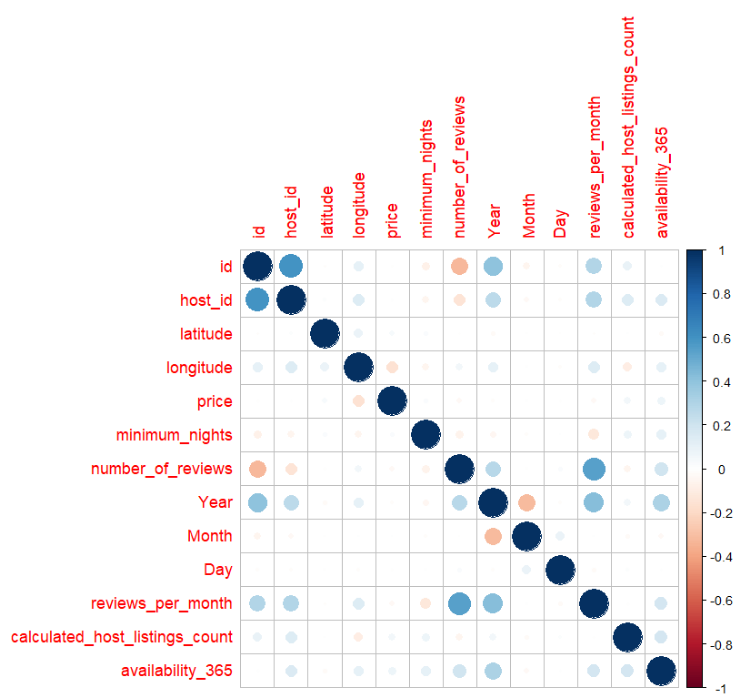 id
host_id
latitude
longitude
price
minimum_nights
number_of_reviews
Year
Month
Day
reviews_per_month
calculated_host_listings_count
availability_365
id
host_id
latitude
longitude
price
minimum_nights
number_of_reviews
Year
Month
Day
reviews_per_month
calculated_host_listings_count
availability_365
1
0.8
0.6
0.4
0.2
0
-0.2
-0.4
-0.6
-0.8
-1